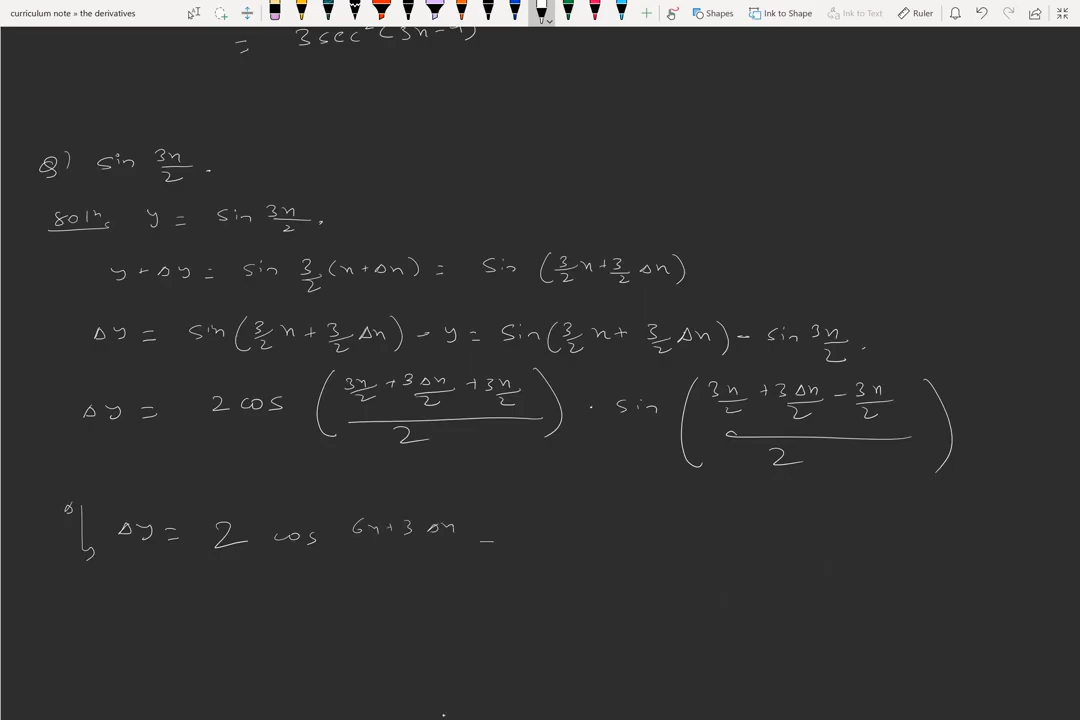 curriculum note » the derivatives
Shapes Ink to Shape Ink to Text Ruler
= 3 sec² (3x-4)
Q) sin 3x/2 .
Soln, y = sin 3x/2 .
y + Δy = sin 3/2 (x + Δx) = sin (3/2 x + 3/2 Δx)
Δy = sin(3/2 x + 3/2 Δx) - y = sin(3/2 x + 3/2 Δx) - sin 3x/2 .
Δy = 2 cos ((3x/2 + 3Δx/2 + 3x/2)/2) . sin ((3x/2 + 3Δx/2 - 3x/2)/2)
Δy = 2 cos 6x + 3 Δx